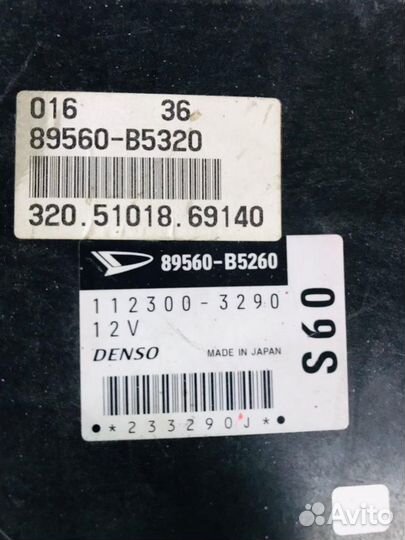 016 36
89560-B5320
320.51018.69140
89560-B5260
112300-3290
12V
DENSO MADE IN JAPAN
*233290J*
S60
Avito